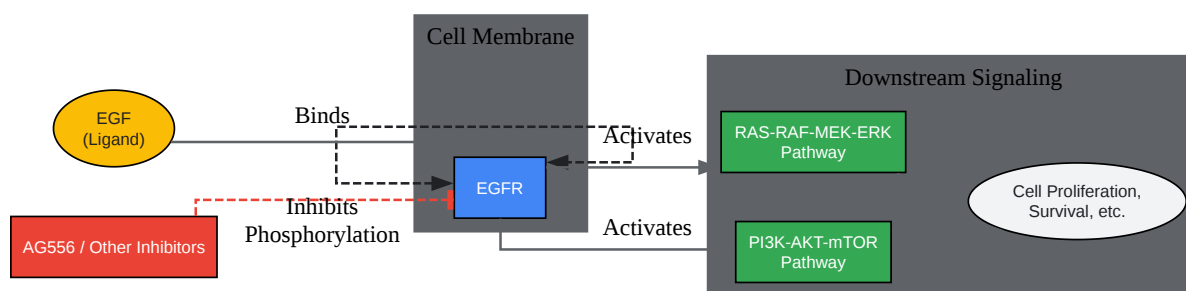 Cell Membrane
Downstream Signaling
EGF
(Ligand)
Binds
Activates
RAS-RAF-MEK-ERK
Pathway
EGFR
Cell Proliferation,
Survival, etc.
Inhibits
Phosphorylation
AG556 / Other Inhibitors
Activates
PI3K-AKT-mTOR
Pathway